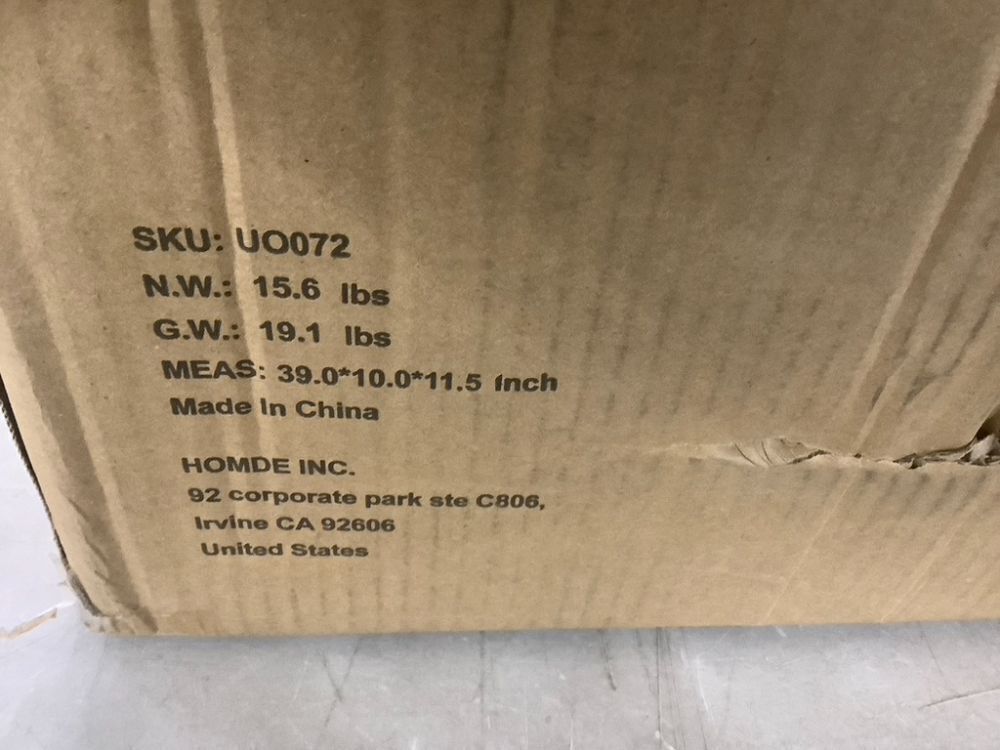 SKU: UO072
N.W.: 15.6 lbs
G.W.: 19.1 lbs
MEAS: 39.0*10.0*11.5 Inch
Made In China
HOMDE INC.
92 corporate park ste C806,
Irvine CA 92606
United States